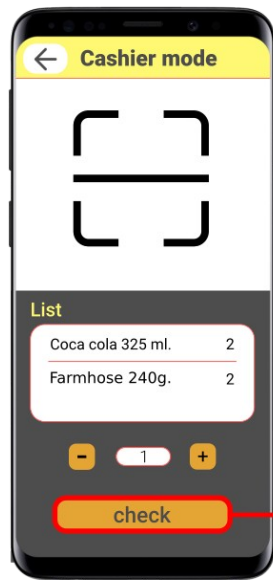 Cashier mode
List
Coca cola 325 ml. 2
Farmhose 240g. 2
- 1 +
check